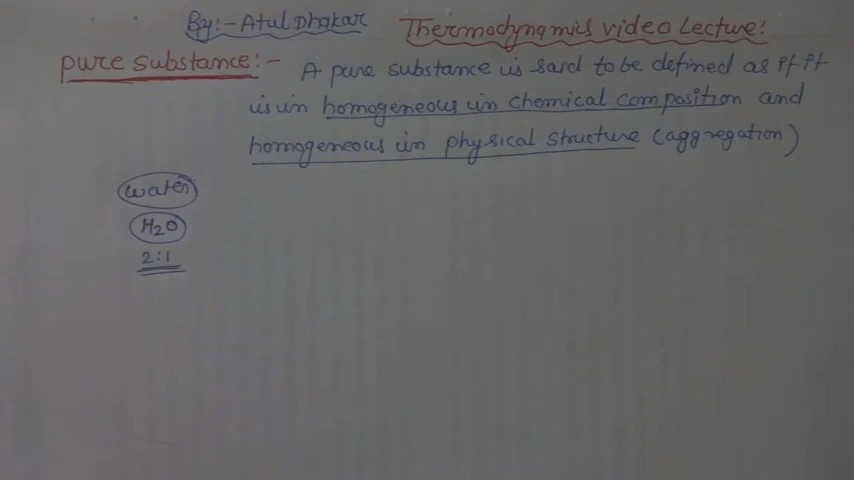 By:- Atul Dhakar Thermodynamics video Lecture:
pure substance:- A pure substance is said to be defined as if it
is in homogeneous in chemical composition and
homogeneous in physical structure (aggregation)
water
H₂O
2:1